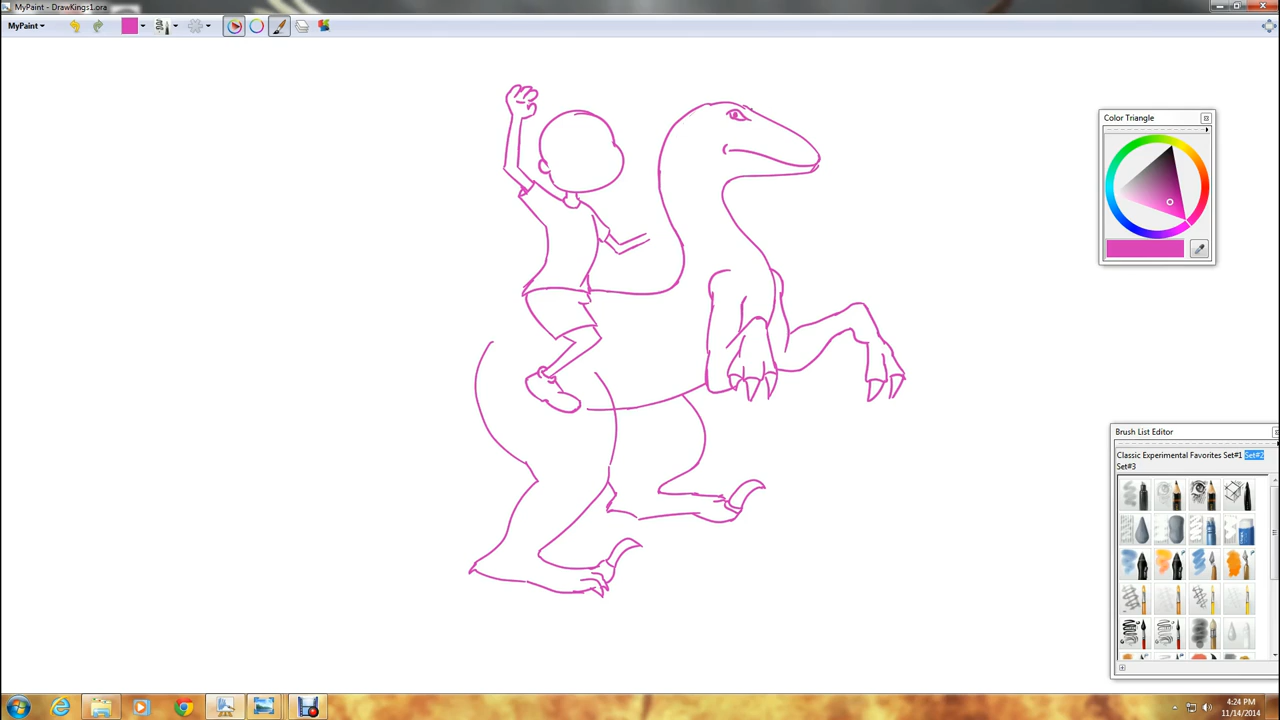 MyPaint - DrawKings1.ora
MyPaint
Color Triangle
Brush List Editor
Classic Experimental Favorites Set#1 Set#2
Set#3
4:24 PM
11/14/2014